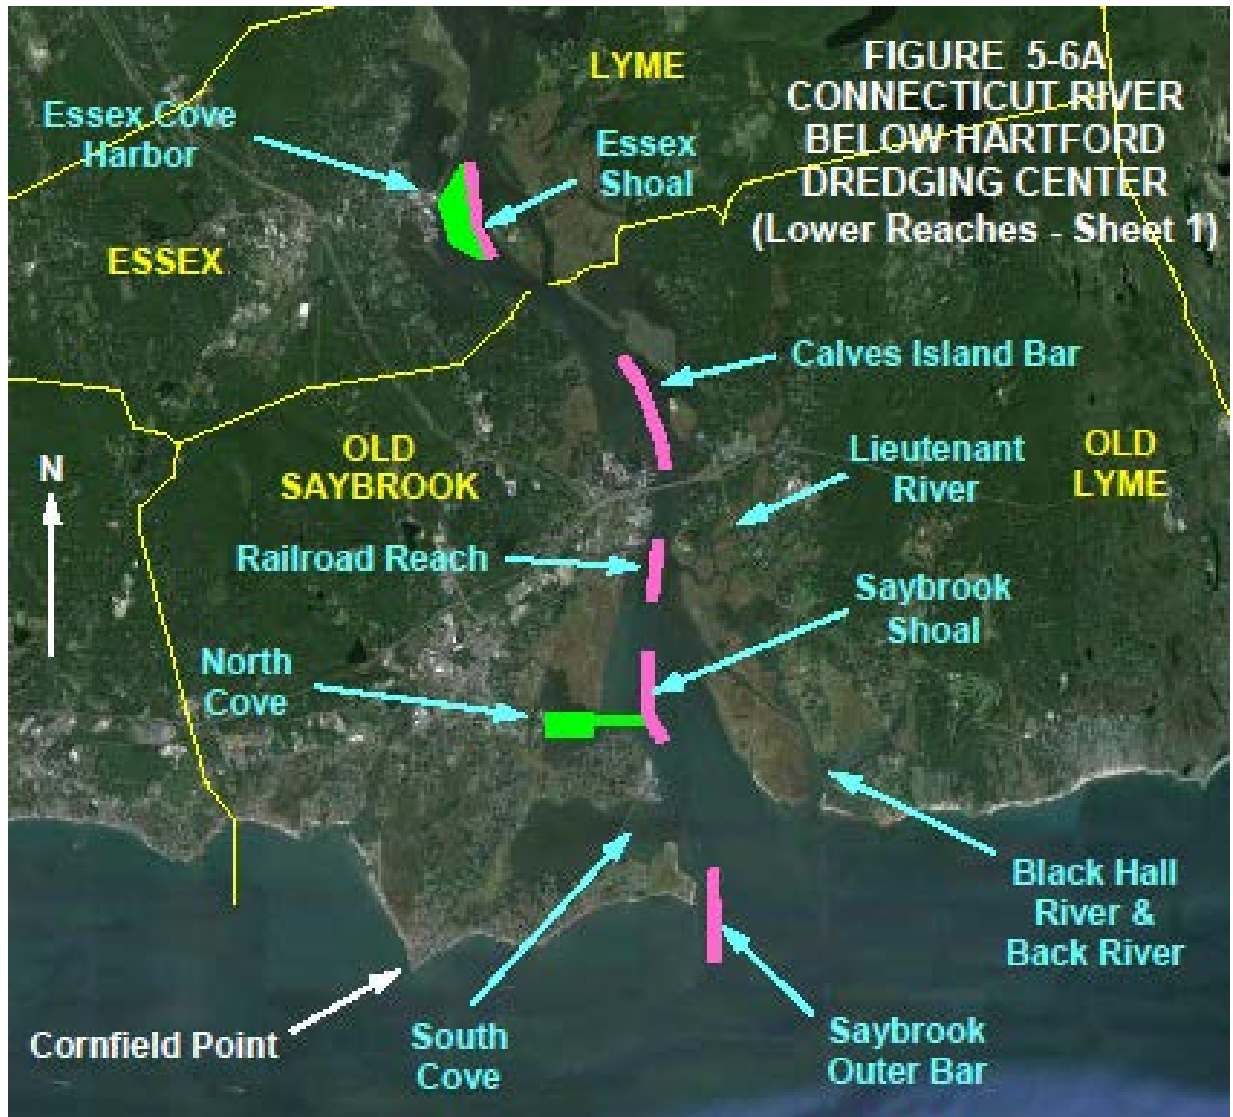 FIGURE 5-6A
CONNECTICUT RIVER
BELOW HARTFORD
DREDGING CENTER
(Lower Reaches - Sheet 1)
LYME
Essex Cove
Harbor
Essex
Shoal
ESSEX
Calves Island Bar
OLD
SAYBROOK
Lieutenant
River
OLD
LYME
N
Railroad Reach
Saybrook
Shoal
North
Cove
Black Hall
River &
Back River
Cornfield Point
South
Cove
Saybrook
Outer Bar